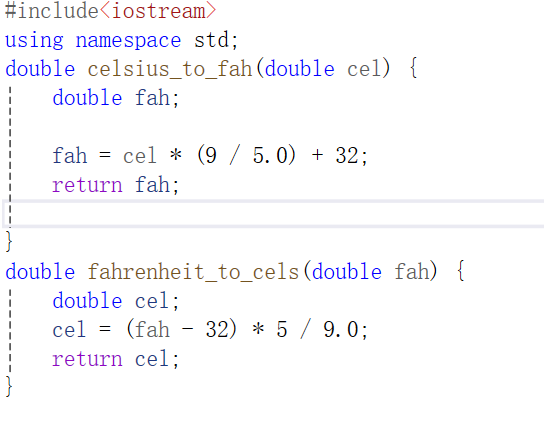 #include<iostream>
using namespace std;
double celsius_to_fah(double cel) {
double fah;
fah = cel * (9 / 5.0) + 32;
return fah;
}
double fahrenheit_to_cels(double fah) {
double cel;
cel = (fah - 32) * 5 / 9.0;
return cel;
}